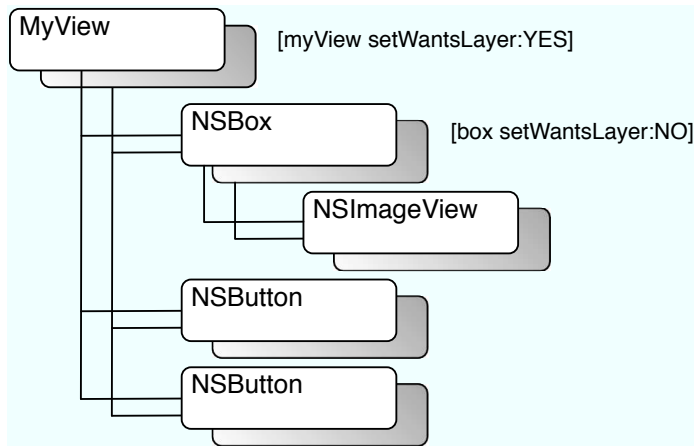 MyView
[myView setWantsLayer:YES]
NSBox
[box setWantsLayer:NO]
NSImageView
NSButton
NSButton